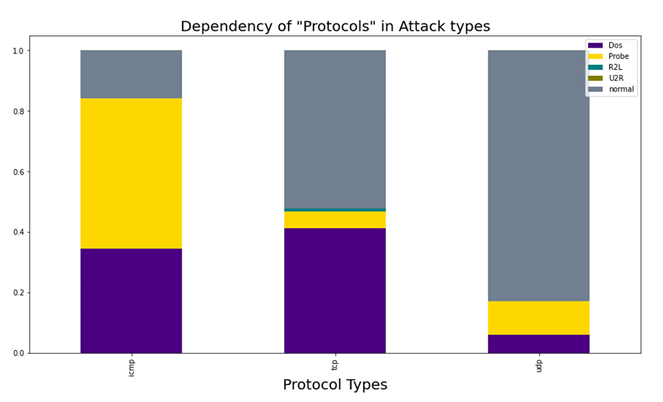 Dependency of "Protocols" in Attack types
Dos
Probe
R2L
U2R
normal
1.0
0.8
0.6
0.4
0.2
0.0
icmp
tcp
udp
Protocol Types